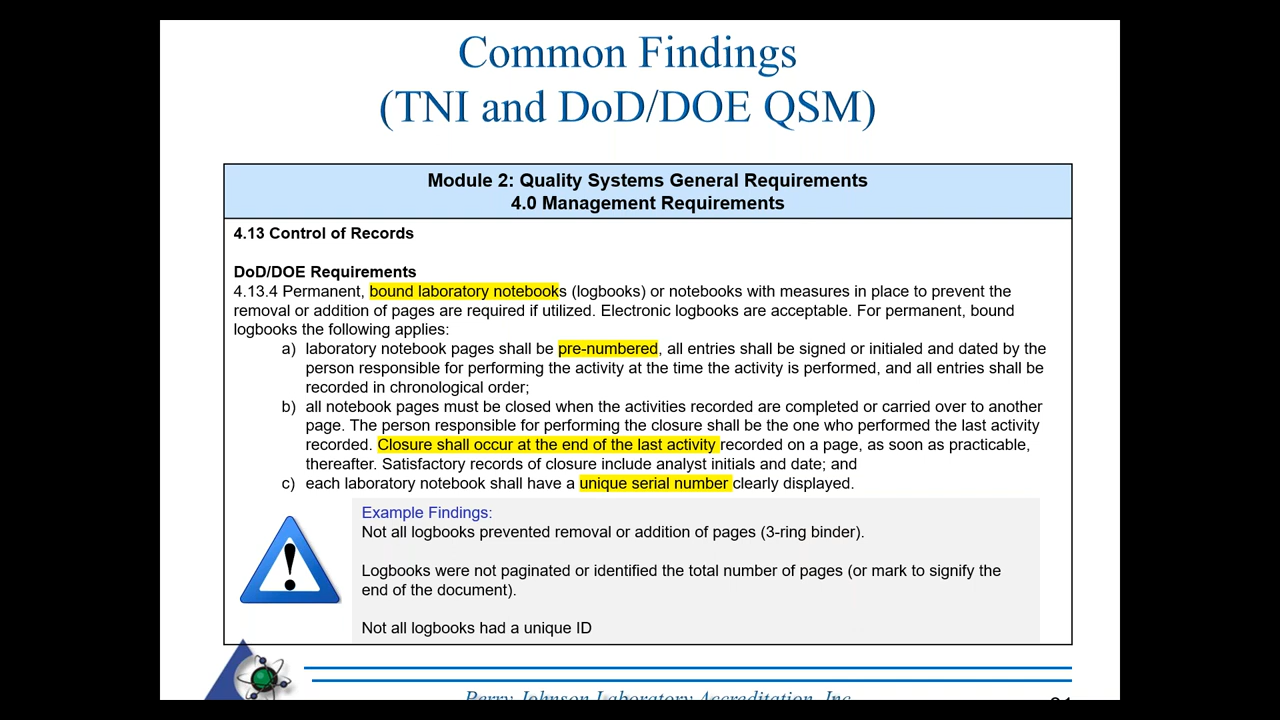 Common Findings
(TNI and DoD/DOE QSM)
Module 2: Quality Systems General Requirements
4.0 Management Requirements
4.13 Control of Records
DoD/DOE Requirements
4.13.4 Permanent, bound laboratory notebooks (logbooks) or notebooks with measures in place to prevent the
removal or addition of pages are required if utilized. Electronic logbooks are acceptable. For permanent, bound
logbooks the following applies:
a) laboratory notebook pages shall be pre-numbered, all entries shall be signed or initialed and dated by the
person responsible for performing the activity at the time the activity is performed, and all entries shall be
recorded in chronological order;
b) all notebook pages must be closed when the activities recorded are completed or carried over to another
page. The person responsible for performing the closure shall be the one who performed the last activity
recorded. Closure shall occur at the end of the last activity recorded on a page, as soon as practicable,
thereafter. Satisfactory records of closure include analyst initials and date; and
c) each laboratory notebook shall have a unique serial number clearly displayed.
Example Findings:
Not all logbooks prevented removal or addition of pages (3-ring binder).
Logbooks were not paginated or identified the total number of pages (or mark to signify the
end of the document).
Not all logbooks had a unique ID
Perry Johnson Laboratory Accreditation, Inc